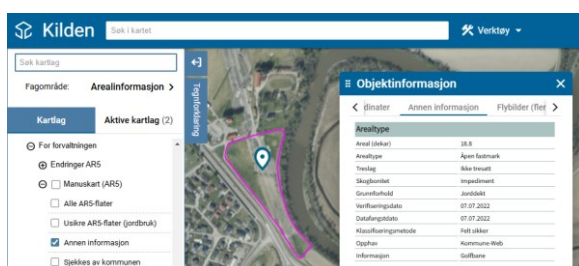 Kilden
Søk i kartet
Verktøy
Søk kartlag
Fagområde: Arealinformasjon >
Kartlag
Aktive kartlag (2)
For forvaltningen
Endringer AR5
Manuskart (AR5)
Alle AR5-flater
Usikre AR5-flater (jordbruk)
Annen informasjon
Sjekkes av kommunen
Tegnforklaring
Objektinformasjon
dinater Annen informasjon Flybilder (fler
Arealtype
Areal (dekar) 18.8
Arealtype Åpen fastmark
Treslag Ikke tresatt
Skogbonitet Impediment
Grunnforhold Jorddekt
Verifiseringsdato 07.07.2022
Datafangstdato 07.07.2022
Klassifiseringsmetode Felt sikker
Opphav Kommune-Web
Informasjon Golfbane